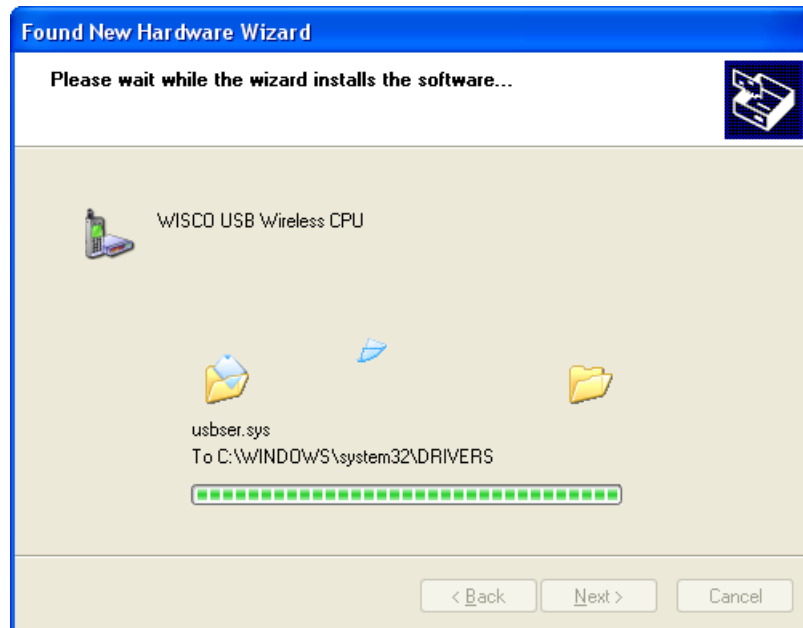 Found New Hardware Wizard
Please wait while the wizard installs the software...
WISCO USB Wireless CPU
usbser.sys
To C:\WINDOWS\system32\DRIVERS
< Back Next > Cancel